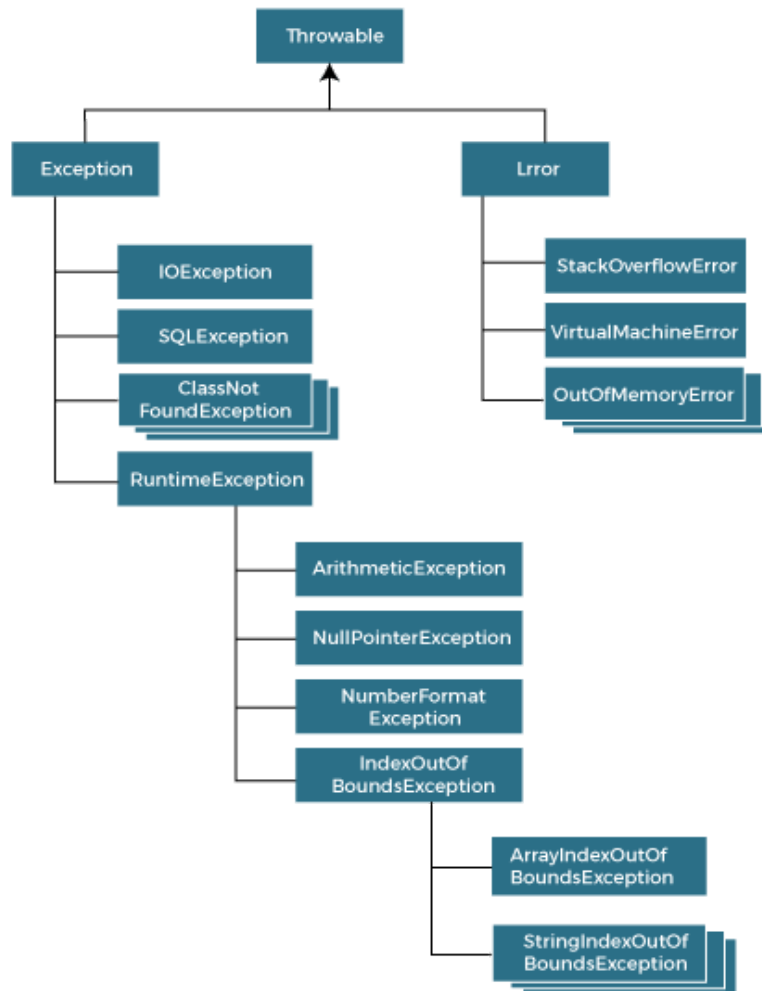 Throwable
Exception
Lrror
IOException
StackOverflowError
SQLException
VirtualMachineError
ClassNot
FoundException
OutOfMemoryError
RuntimeException
ArithmeticException
NullPointerException
NumberFormat
Exception
IndexOutOf
BoundsException
ArrayIndexOutOf
BoundsException
StringIndexOutOf
BoundsException